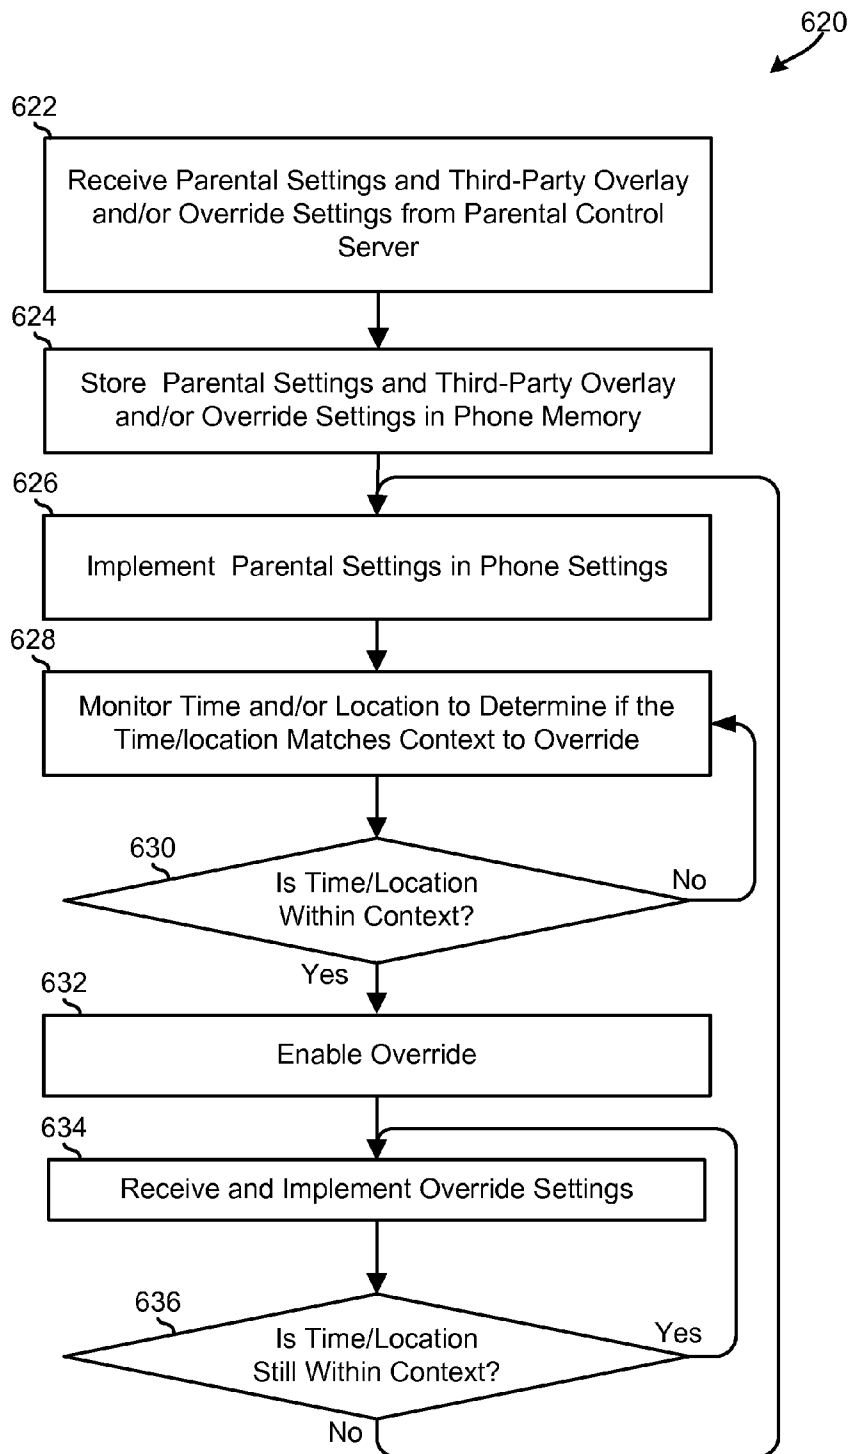 620
622
Receive Parental Settings and Third-Party Overlay
and/or Override Settings from Parental Control
Server
624
Store Parental Settings and Third-Party Overlay
and/or Override Settings in Phone Memory
626
Implement Parental Settings in Phone Settings
628
Monitor Time and/or Location to Determine if the
Time/location Matches Context to Override
630
Is Time/Location
Within Context?
No
Yes
632
Enable Override
634
Receive and Implement Override Settings
636
Is Time/Location
Still Within Context?
Yes
No